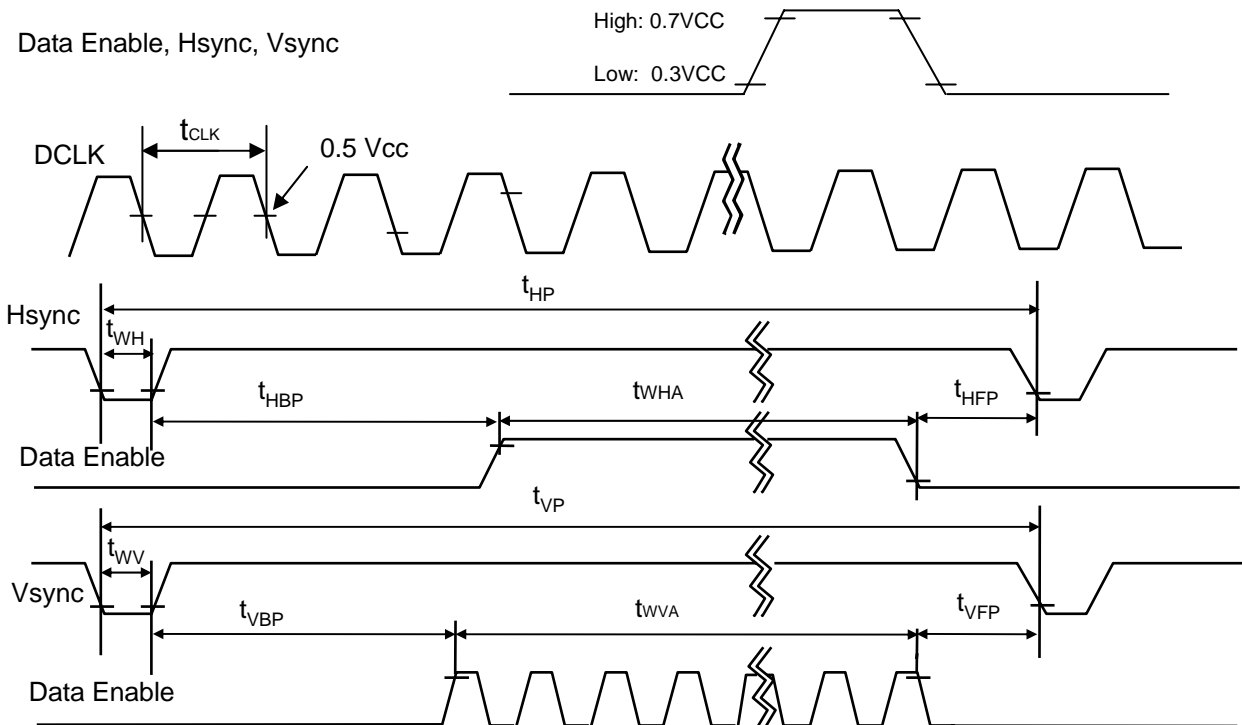 High: 0.7VCC
Data Enable, Hsync, Vsync
Low: 0.3VCC
tCLK
DCLK
0.5 Vcc
tHP
Hsync
tWH
tHBP
tWHA
tHFP
Data Enable
tVP
tWV
Vsync
tVBP
tWVA
tVFP
Data Enable